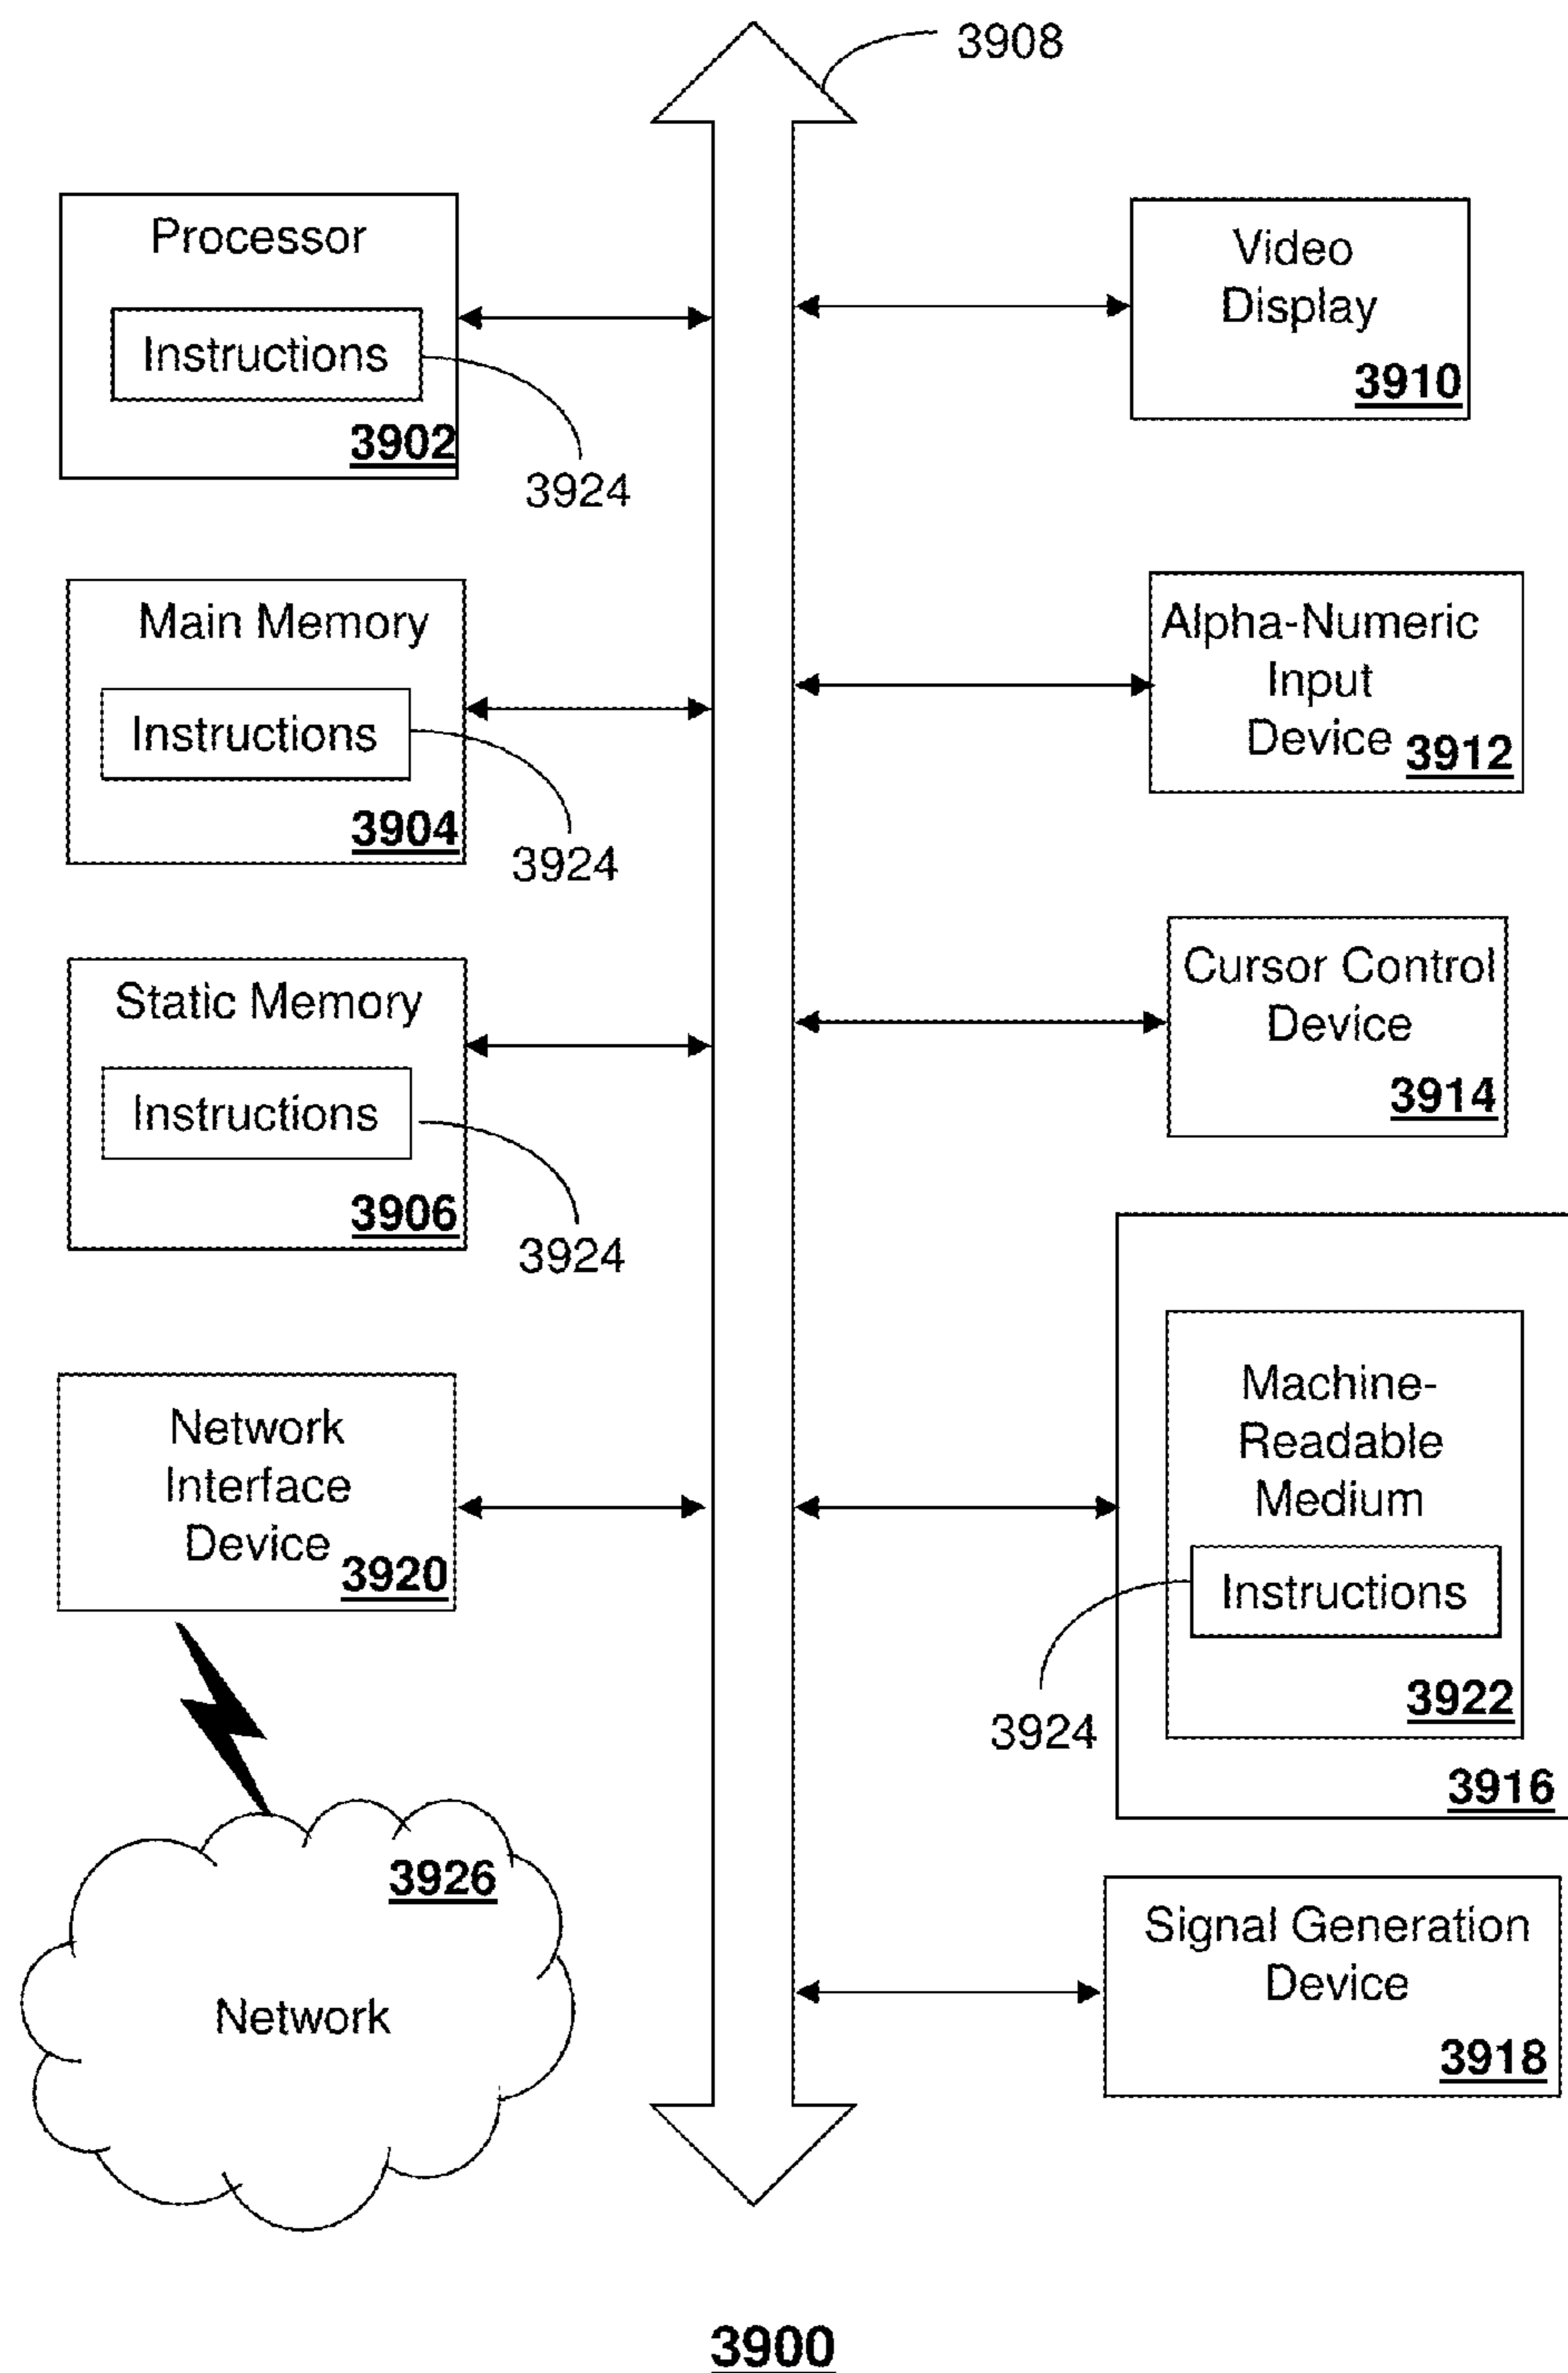 3908
Processor
Instructions
3902
3924
Main Memory
Instructions
3904
3924
Static Memory
Instructions
3906
3924
Network
Interface
Device
3920
3926
Network
Video
Display
3910
Alpha-Numeric
Input
Device
3912
Cursor Control
Device
3914
Machine-
Readable
Medium
Instructions
3924
3922
3916
Signal Generation
Device
3918
3900